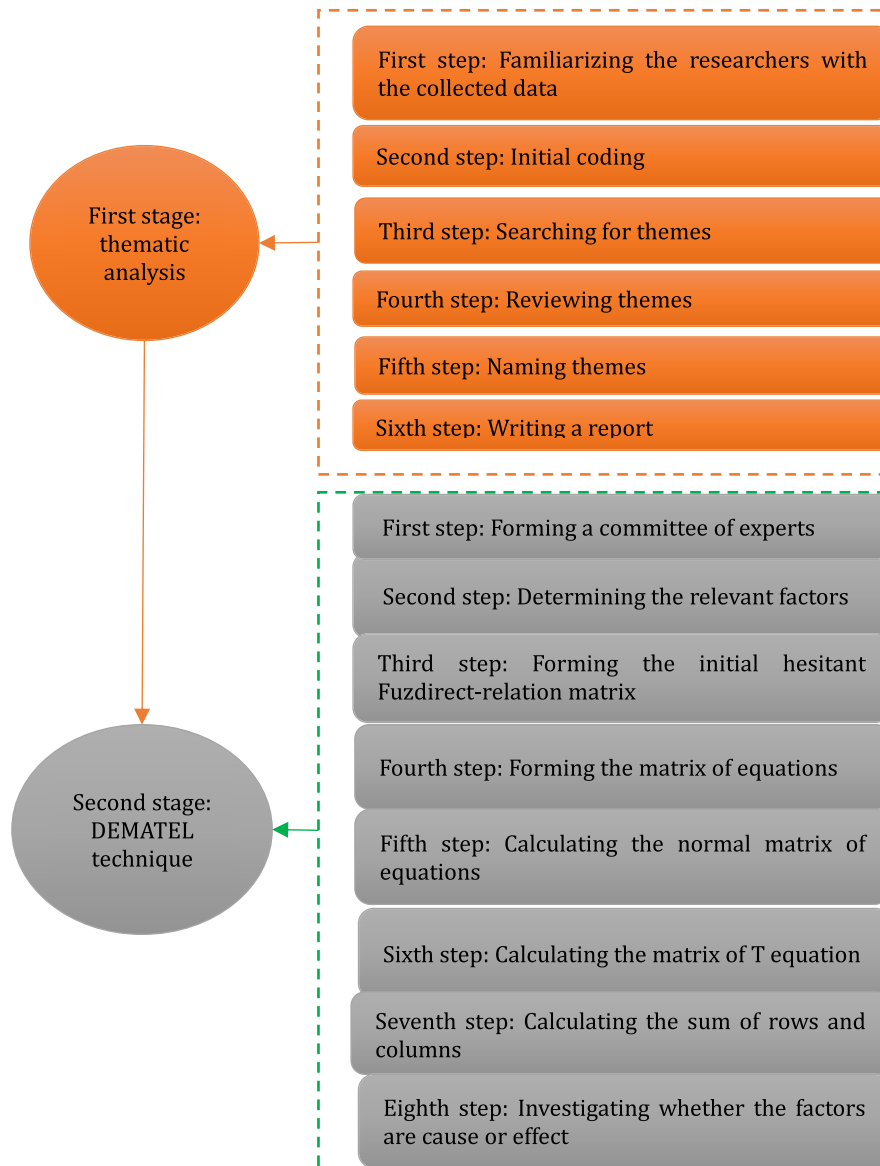 First step: Familiarizing the researchers with
the collected data
Second step: Initial coding
First stage:
thematic
analysis
Third step: Searching for themes
Fourth step: Reviewing themes
Fifth step: Naming themes
Sixth step: Writing a report
First step: Forming a committee of experts
Second step: Determining the relevant factors
Third step: Forming the initial hesitant
Fuzdirect-relation matrix
Fourth step: Forming the matrix of equations
Second stage:
DEMATEL
technique
Fifth step: Calculating the normal matrix of
equations
Sixth step: Calculating the matrix of T equation
Seventh step: Calculating the sum of rows and
columns
Eighth step: Investigating whether the factors
are cause or effect